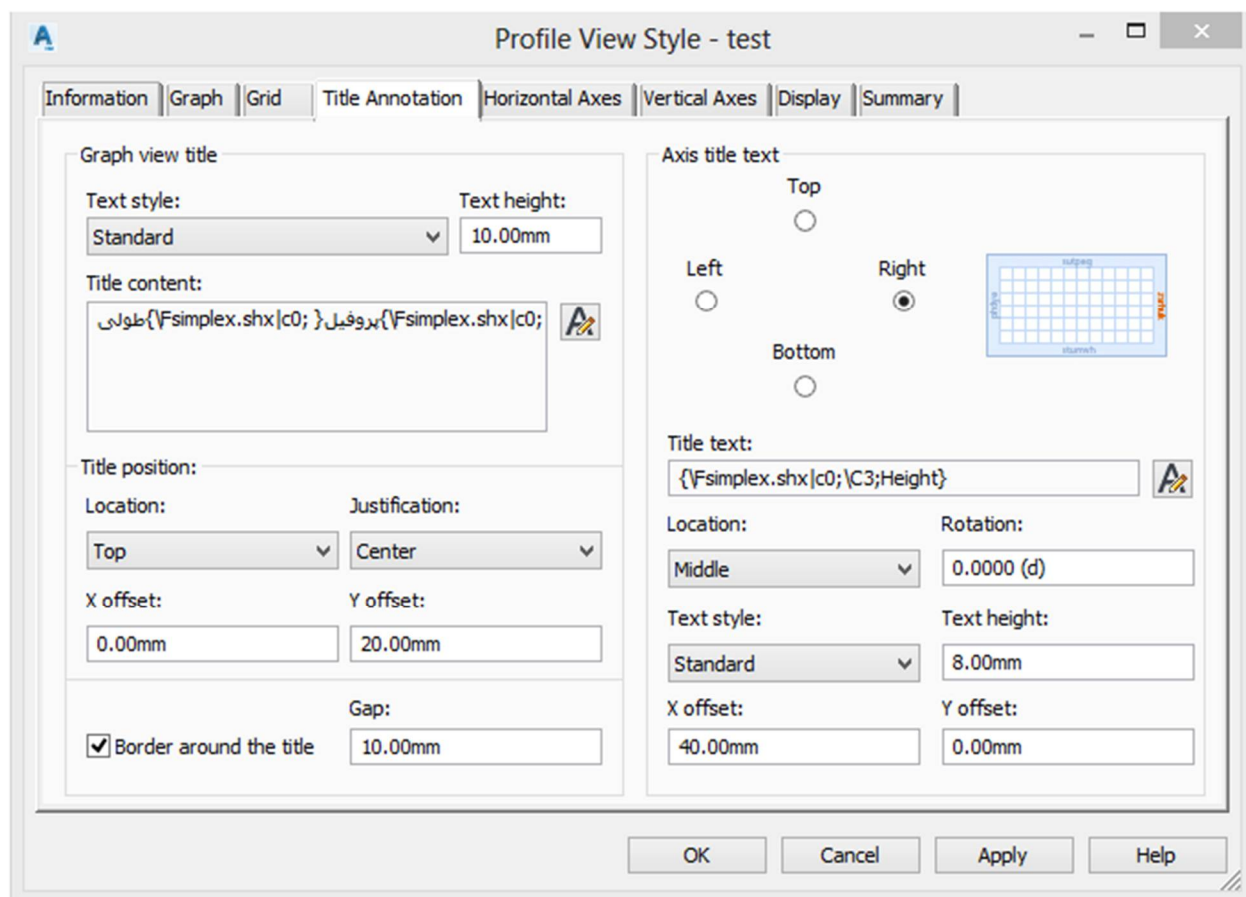 Profile View Style - test
Information Graph Grid Title Annotation Horizontal Axes Vertical Axes Display Summary
Graph view title
Text style: Text height:
Standard 10.00mm
Title content:
{\Fsimplex.shx|c0;پروفیل}{\Fsimplex.shx|c0; طولی}
Title position:
Location: Justification:
Top Center
X offset: Y offset:
0.00mm 20.00mm
Gap:
Border around the title 10.00mm
Axis title text
Top
Left Right
Bottom
Title text:
{\Fsimplex.shx|c0;\C3;Height}
Location: Rotation:
Middle 0.0000 (d)
Text style: Text height:
Standard 8.00mm
X offset: Y offset:
40.00mm 0.00mm
OK Cancel Apply Help